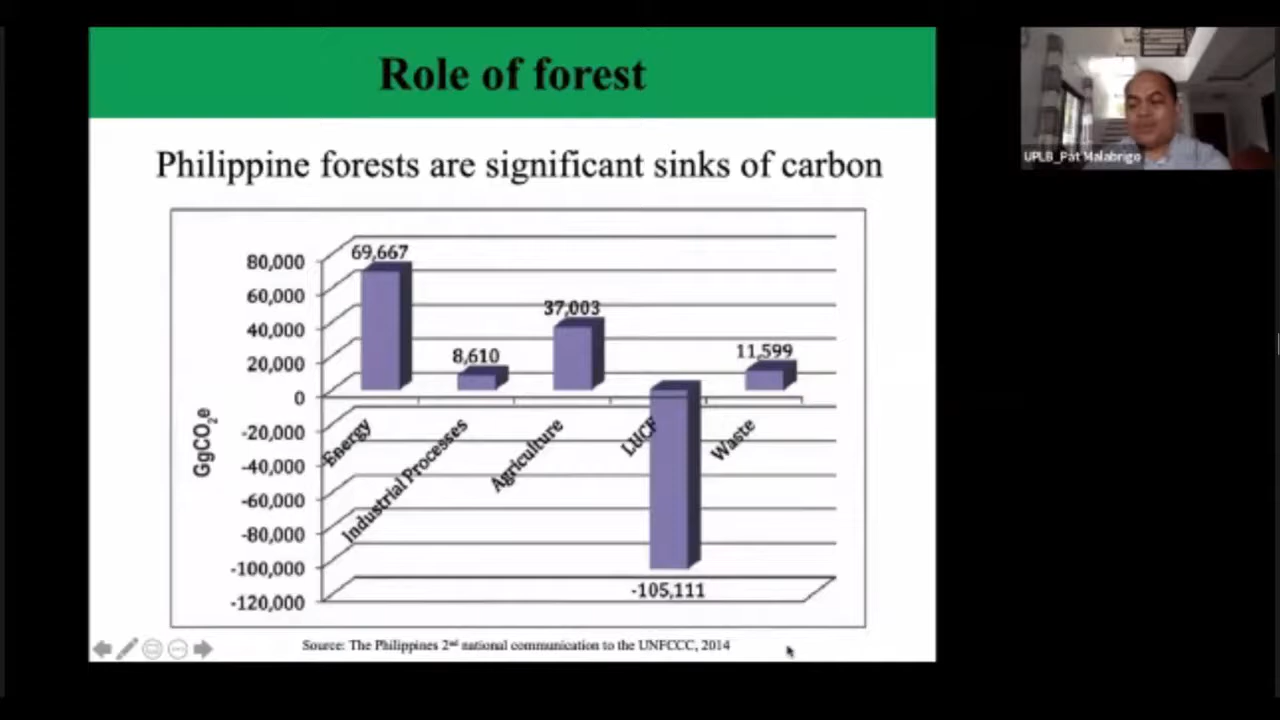 Role of forest
Philippine forests are significant sinks of carbon
69,667
8,610
37,003
-105,111
11,599
80,000
60,000
40,000
20,000
0
-20,000
-40,000
-60,000
-80,000
-100,000
-120,000
GgCO₂e
Energy
Industrial Processes
Agriculture
LUCF
Waste
Source: The Philippines 2ⁿᵈ national communication to the UNFCCC, 2014
UPLB_Pat Malabrigo